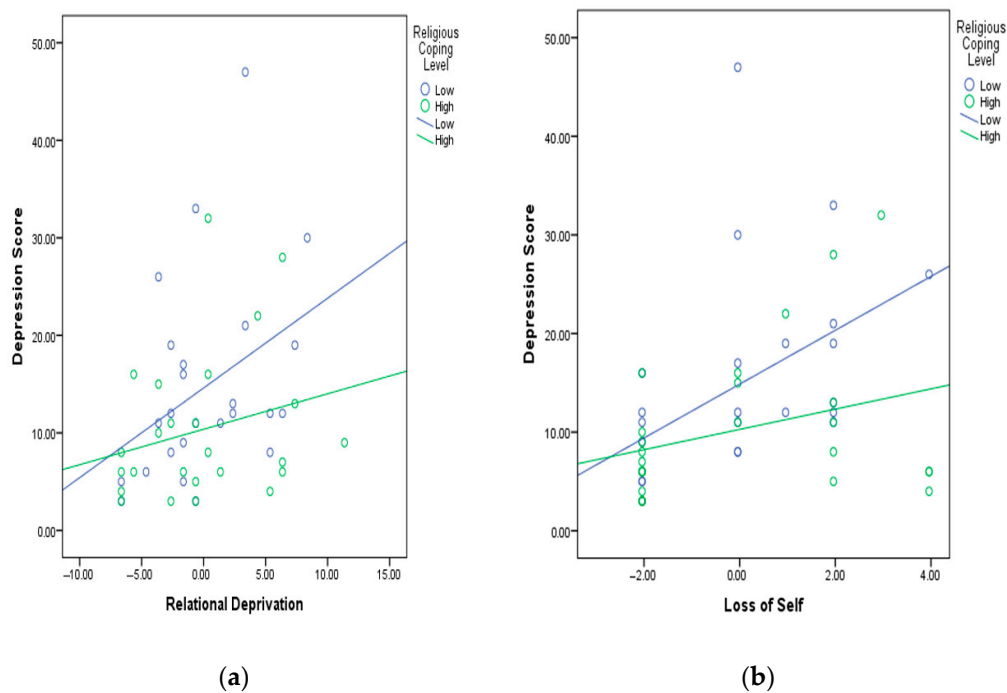 Religious
Coping
Level
Low
High
Low
High
50.00
40.00
30.00
20.00
10.00
0.00
Depression Score
−10.00 −5.00 0.00 5.00 10.00 15.00
Relational Deprivation
(a)
Religious
Coping
Level
Low
High
Low
High
50.00
40.00
30.00
20.00
10.00
0.00
Depression Score
−2.00 0.00 2.00 4.00
Loss of Self
(b)